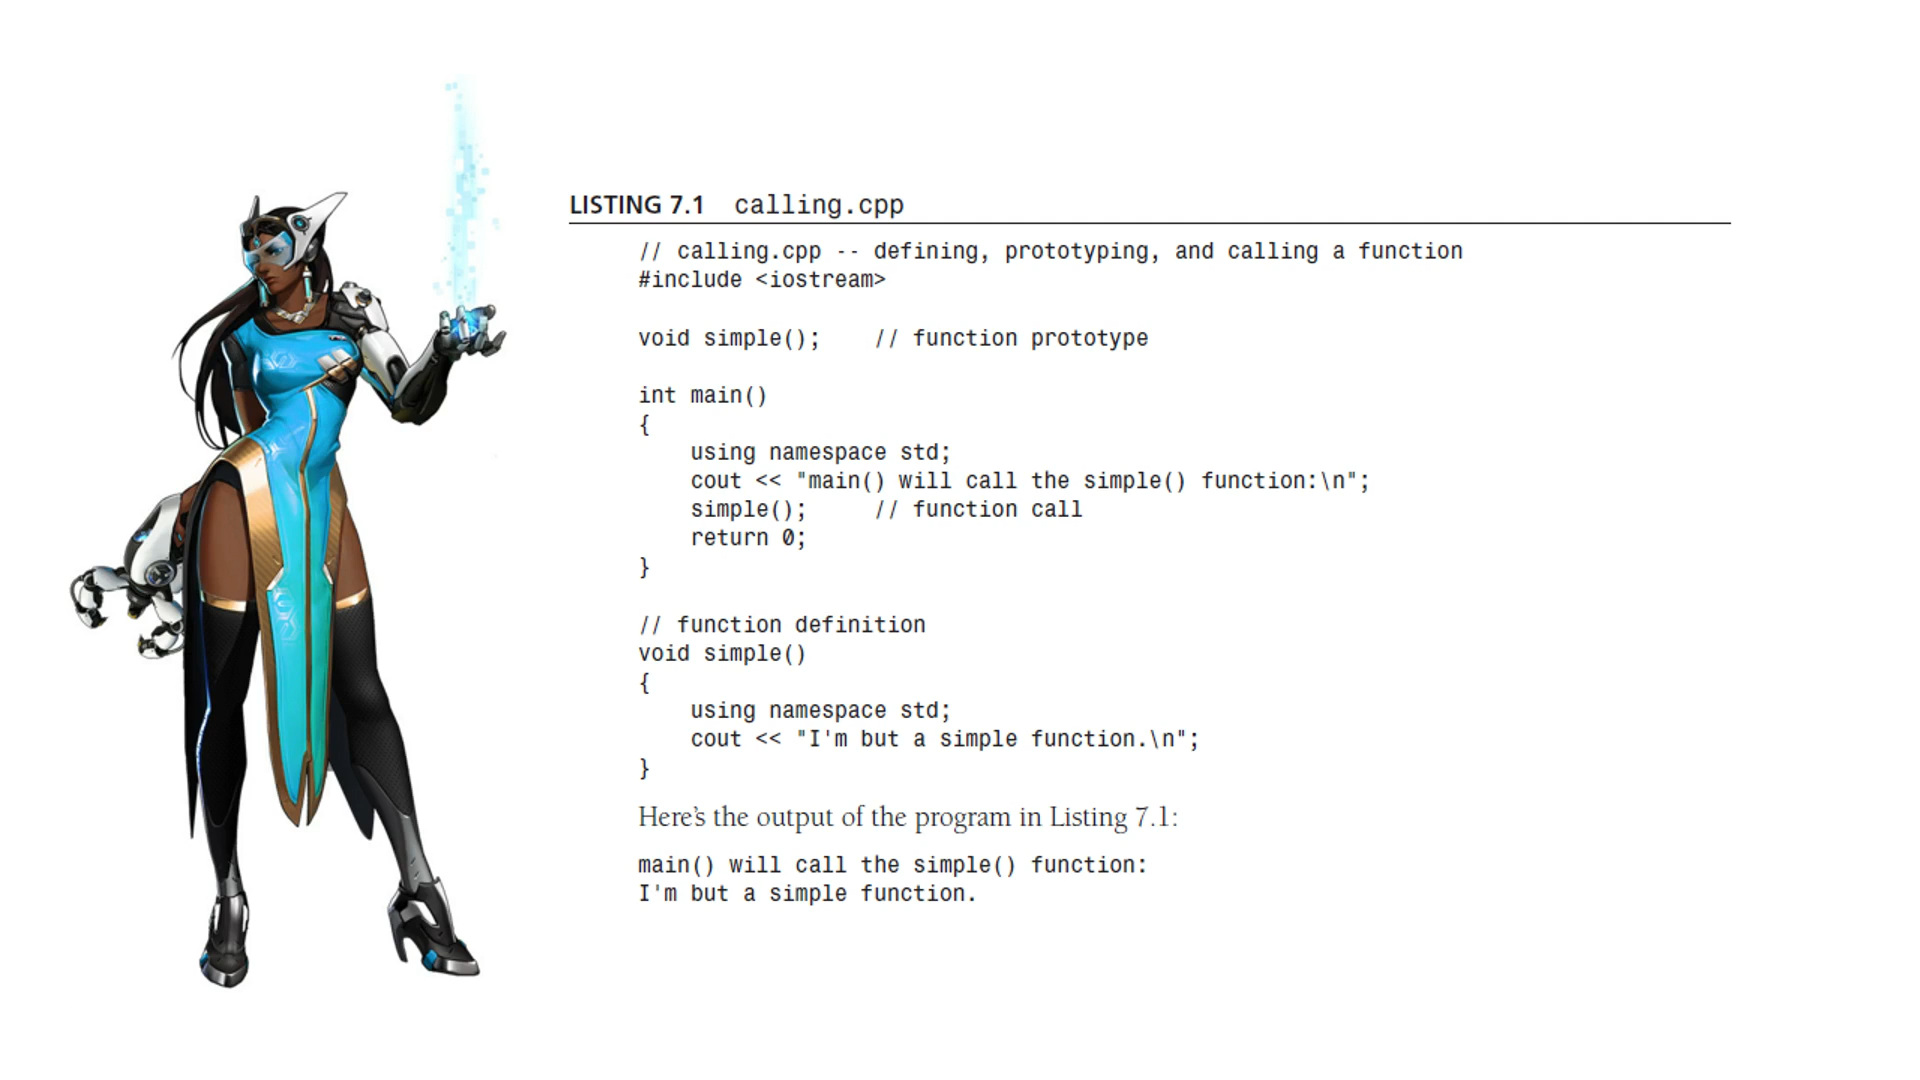 LISTING 7.1 calling.cpp
// calling.cpp -- defining, prototyping, and calling a function
#include <iostream>
void simple();    // function prototype
int main()
{
    using namespace std;
    cout << "main() will call the simple() function:\n";
    simple();     // function call
    return 0;
}
// function definition
void simple()
{
    using namespace std;
    cout << "I'm but a simple function.\n";
}
Here's the output of the program in Listing 7.1:
main() will call the simple() function:
I'm but a simple function.